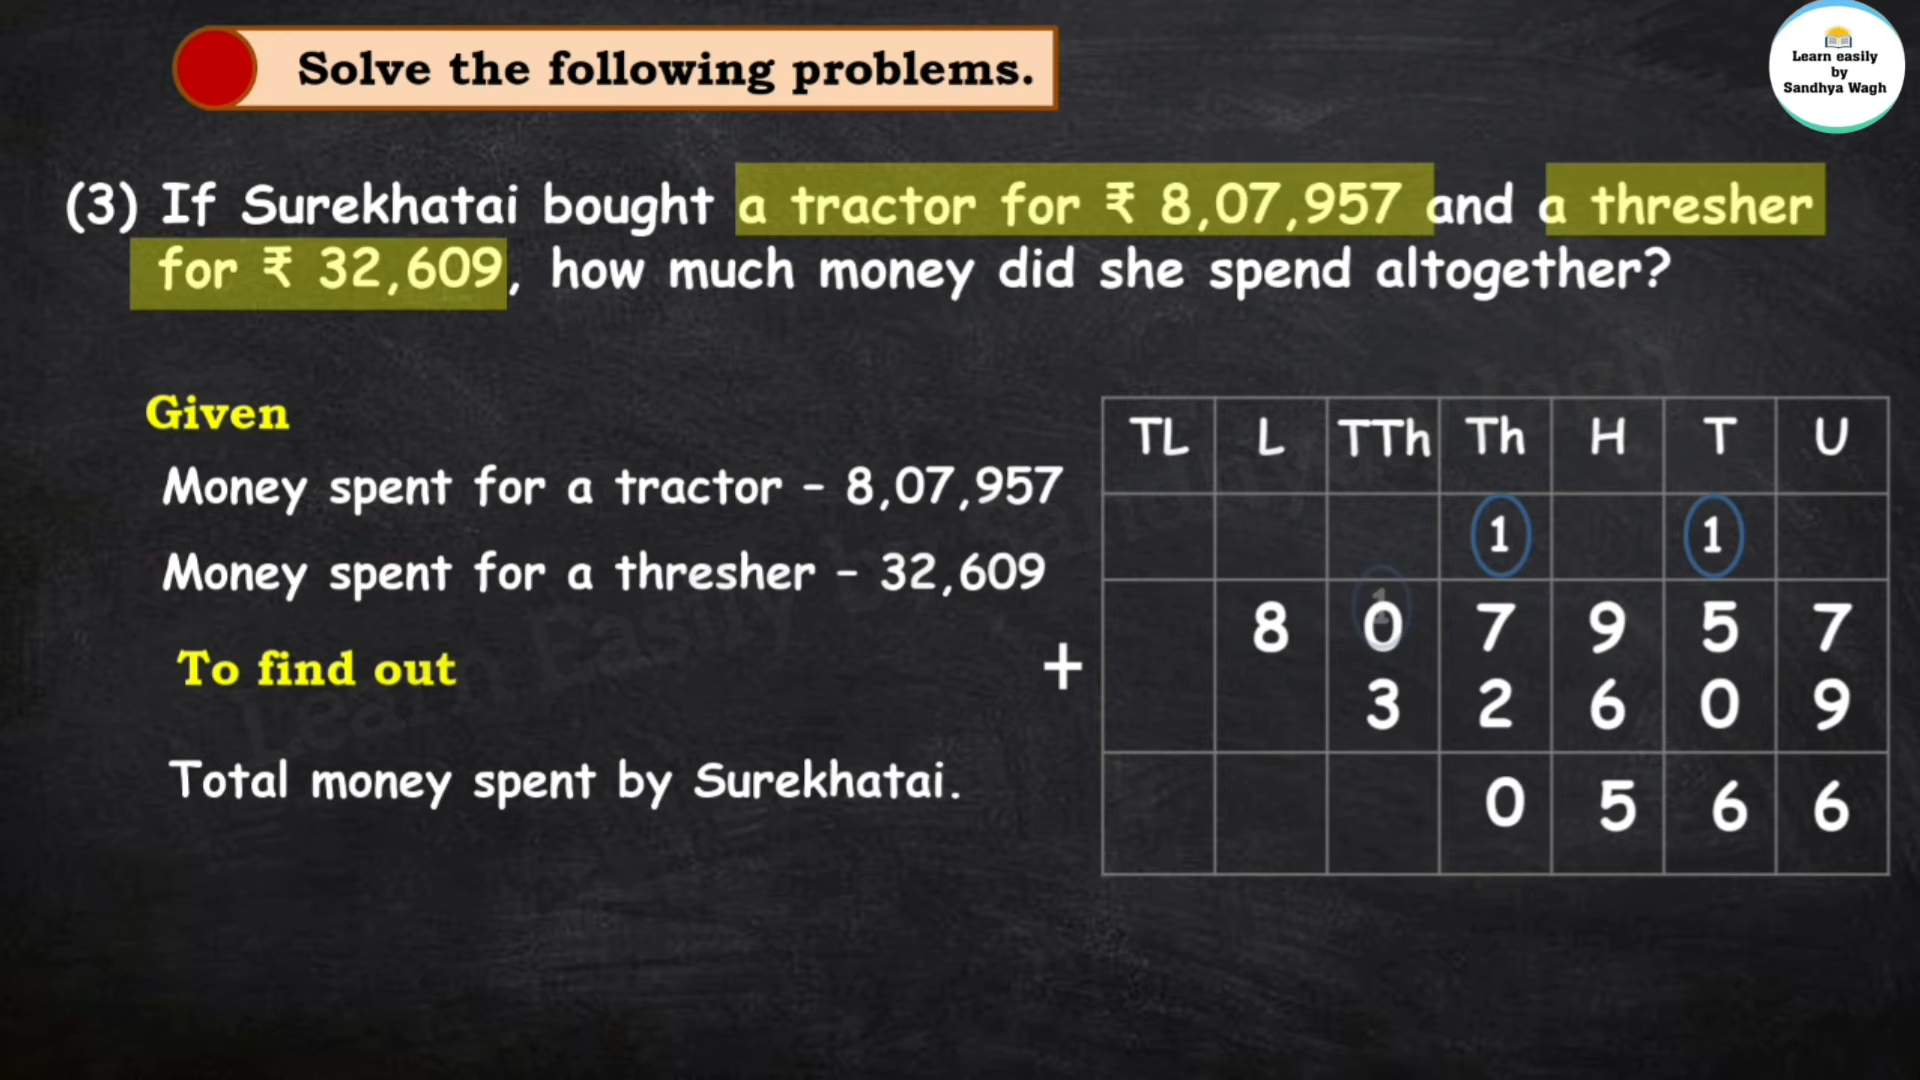 Solve the following problems.
Learn easily
by
Sandhya Wagh
(3) If Surekhatai bought a tractor for ₹ 8,07,957 and a thresher
for ₹ 32,609, how much money did she spend altogether?
Given
Money spent for a tractor - 8,07,957
Money spent for a thresher - 32,609
To find out
Total money spent by Surekhatai.
TL L TTh Th H T U
1 1
1
8 0 7 9 5 7
+
3 2 6 0 9
0 5 6 6